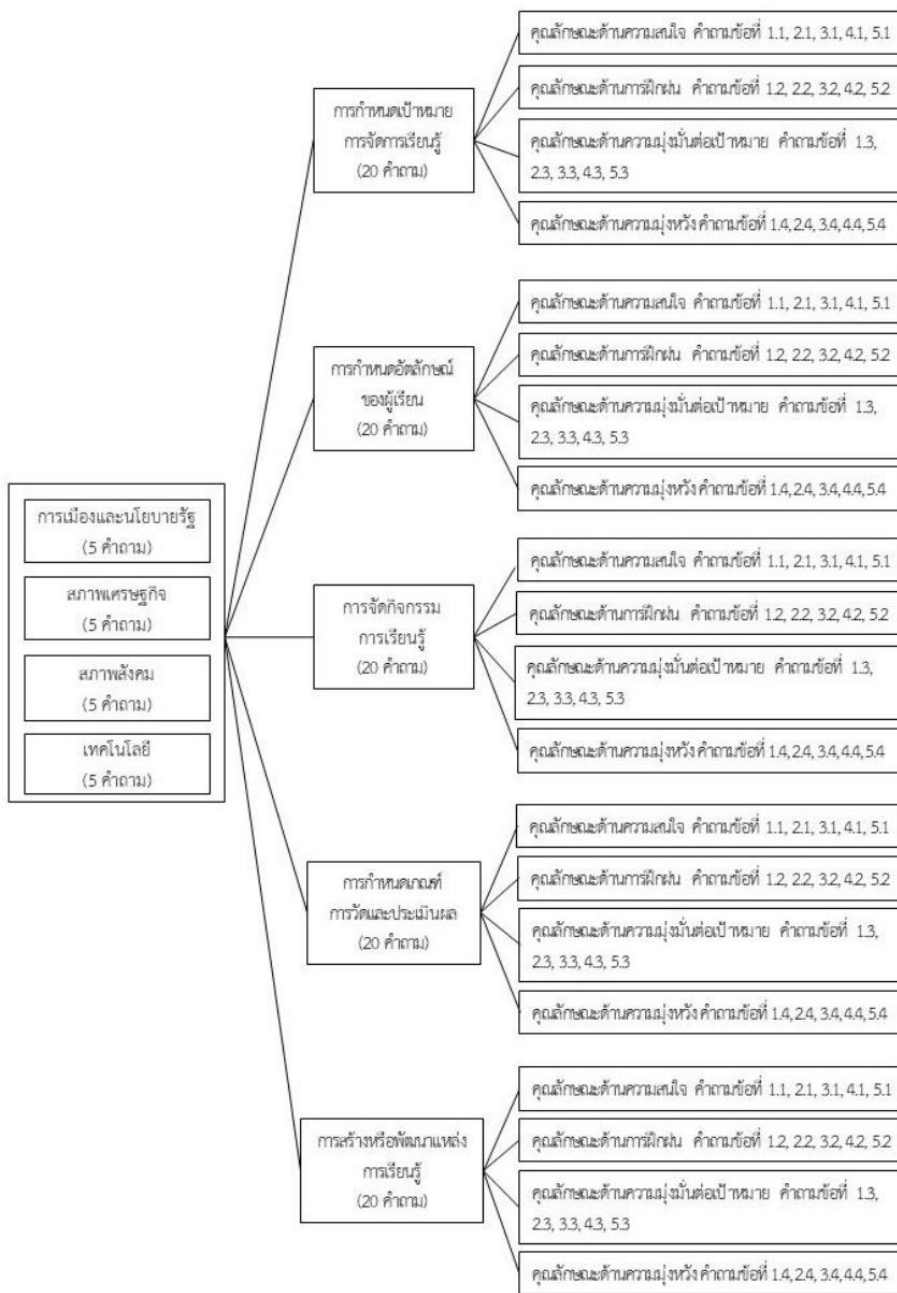 การเมืองและนโยบายรัฐ
(5 คำถาม)
สภาพเศรษฐกิจ
(5 คำถาม)
สภาพสังคม
(5 คำถาม)
เทคโนโลยี
(5 คำถาม)
การกำหนดเป้าหมาย
การจัดการเรียนรู้
(20 คำถาม)
คุณลักษณะด้านความสนใจ คำถามข้อที่ 1.1, 2.1, 3.1, 4.1, 5.1
คุณลักษณะด้านการฝึกฝน คำถามข้อที่ 1.2, 2.2, 3.2, 4.2, 5.2
คุณลักษณะด้านความมุ่งมั่นต่อเป้าหมาย คำถามข้อที่ 1.3,
2.3, 3.3, 4.3, 5.3
คุณลักษณะด้านความมุ่งหวัง คำถามข้อที่ 1.4, 2.4, 3.4, 4.4, 5.4
การกำหนดอัตลักษณ์
ของผู้เรียน
(20 คำถาม)
คุณลักษณะด้านความสนใจ คำถามข้อที่ 1.1, 2.1, 3.1, 4.1, 5.1
คุณลักษณะด้านการฝึกฝน คำถามข้อที่ 1.2, 2.2, 3.2, 4.2, 5.2
คุณลักษณะด้านความมุ่งมั่นต่อเป้าหมาย คำถามข้อที่ 1.3,
2.3, 3.3, 4.3, 5.3
คุณลักษณะด้านความมุ่งหวัง คำถามข้อที่ 1.4, 2.4, 3.4, 4.4, 5.4
การจัดกิจกรรม
การเรียนรู้
(20 คำถาม)
คุณลักษณะด้านความสนใจ คำถามข้อที่ 1.1, 2.1, 3.1, 4.1, 5.1
คุณลักษณะด้านการฝึกฝน คำถามข้อที่ 1.2, 2.2, 3.2, 4.2, 5.2
คุณลักษณะด้านความมุ่งมั่นต่อเป้าหมาย คำถามข้อที่ 1.3,
2.3, 3.3, 4.3, 5.3
คุณลักษณะด้านความมุ่งหวัง คำถามข้อที่ 1.4, 2.4, 3.4, 4.4, 5.4
การกำหนดเกณฑ์
การวัดและประเมินผล
(20 คำถาม)
คุณลักษณะด้านความสนใจ คำถามข้อที่ 1.1, 2.1, 3.1, 4.1, 5.1
คุณลักษณะด้านการฝึกฝน คำถามข้อที่ 1.2, 2.2, 3.2, 4.2, 5.2
คุณลักษณะด้านความมุ่งมั่นต่อเป้าหมาย คำถามข้อที่ 1.3,
2.3, 3.3, 4.3, 5.3
คุณลักษณะด้านความมุ่งหวัง คำถามข้อที่ 1.4, 2.4, 3.4, 4.4, 5.4
การสร้างหรือพัฒนาแหล่ง
การเรียนรู้
(20 คำถาม)
คุณลักษณะด้านความสนใจ คำถามข้อที่ 1.1, 2.1, 3.1, 4.1, 5.1
คุณลักษณะด้านการฝึกฝน คำถามข้อที่ 1.2, 2.2, 3.2, 4.2, 5.2
คุณลักษณะด้านความมุ่งมั่นต่อเป้าหมาย คำถามข้อที่ 1.3,
2.3, 3.3, 4.3, 5.3
คุณลักษณะด้านความมุ่งหวัง คำถามข้อที่ 1.4, 2.4, 3.4, 4.4, 5.4